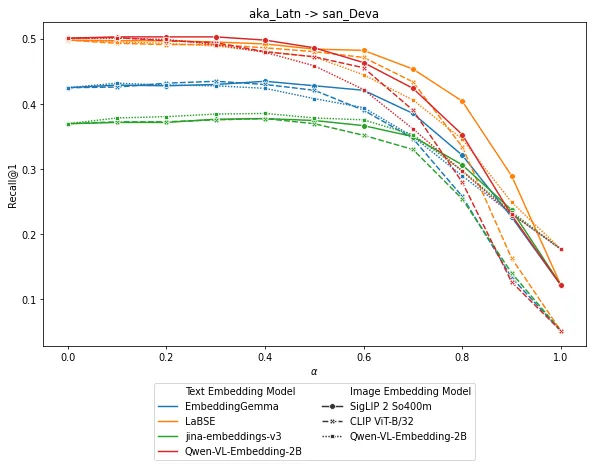 aka_Latn -> san_Deva
Recall@1
0.5
0.4
0.3
0.2
0.1
0.0 0.2 0.4 0.6 0.8 1.0
α
Text Embedding Model Image Embedding Model
EmbeddingGemma SigLIP 2 So400m
LaBSE CLIP ViT-B/32
jina-embeddings-v3 Qwen-VL-Embedding-2B
Qwen-VL-Embedding-2B